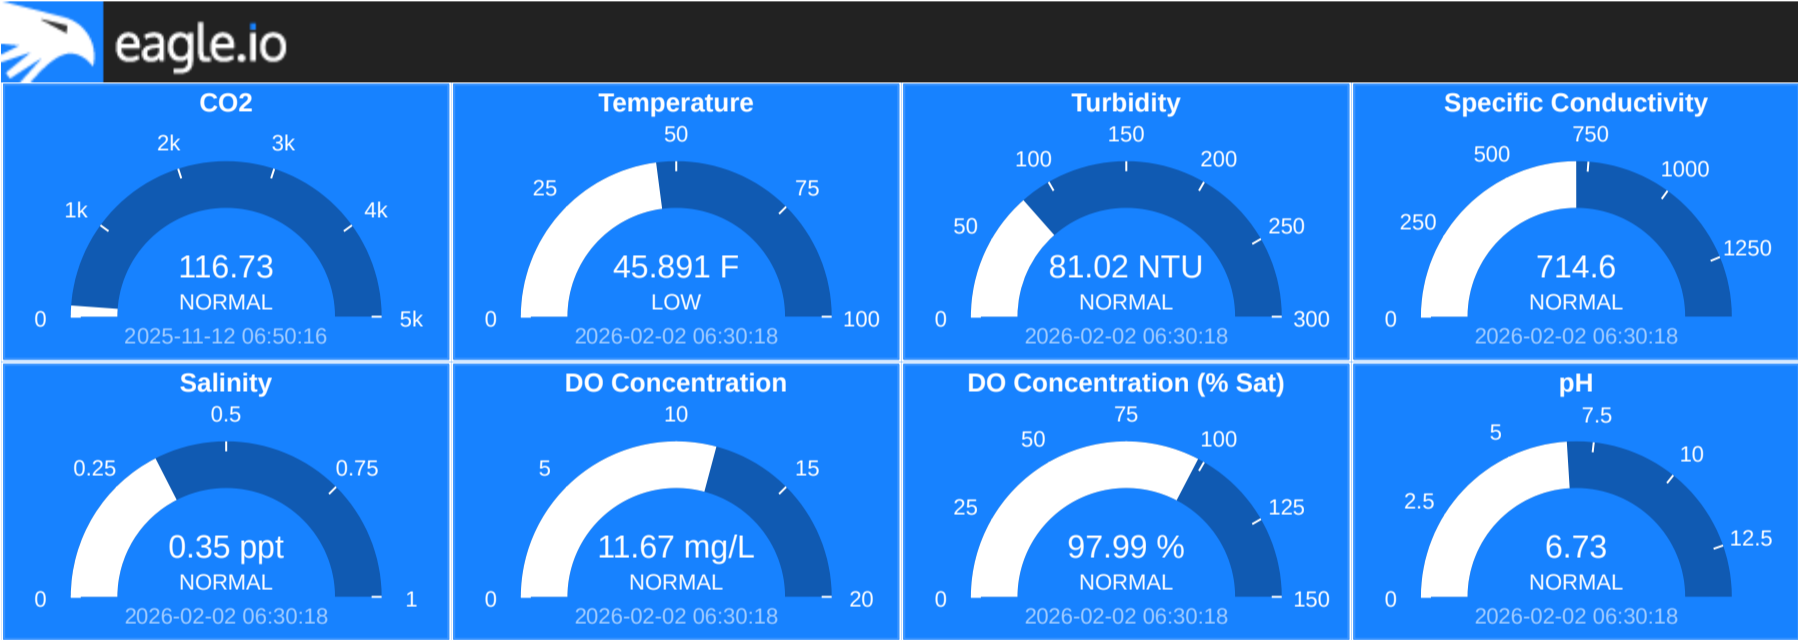 eagle.io
CO2
2k
3k
1k
4k
116.73
NORMAL
0
5k
2025-11-12 06:50:16
Temperature
50
25
75
45.891 F
LOW
0
100
2026-02-02 06:30:18
Turbidity
150
100
200
50
250
81.02 NTU
NORMAL
0
300
2026-02-02 06:30:18
Specific Conductivity
750
500
1000
250
1250
714.6
NORMAL
0
2026-02-02 06:30:18
Salinity
0.5
0.25
0.75
0.35 ppt
NORMAL
0
1
2026-02-02 06:30:18
DO Concentration
10
5
15
11.67 mg/L
NORMAL
0
20
2026-02-02 06:30:18
DO Concentration (% Sat)
75
50
100
25
125
97.99 %
NORMAL
0
150
2026-02-02 06:30:18
pH
7.5
5
10
2.5
12.5
6.73
NORMAL
0
2026-02-02 06:30:18